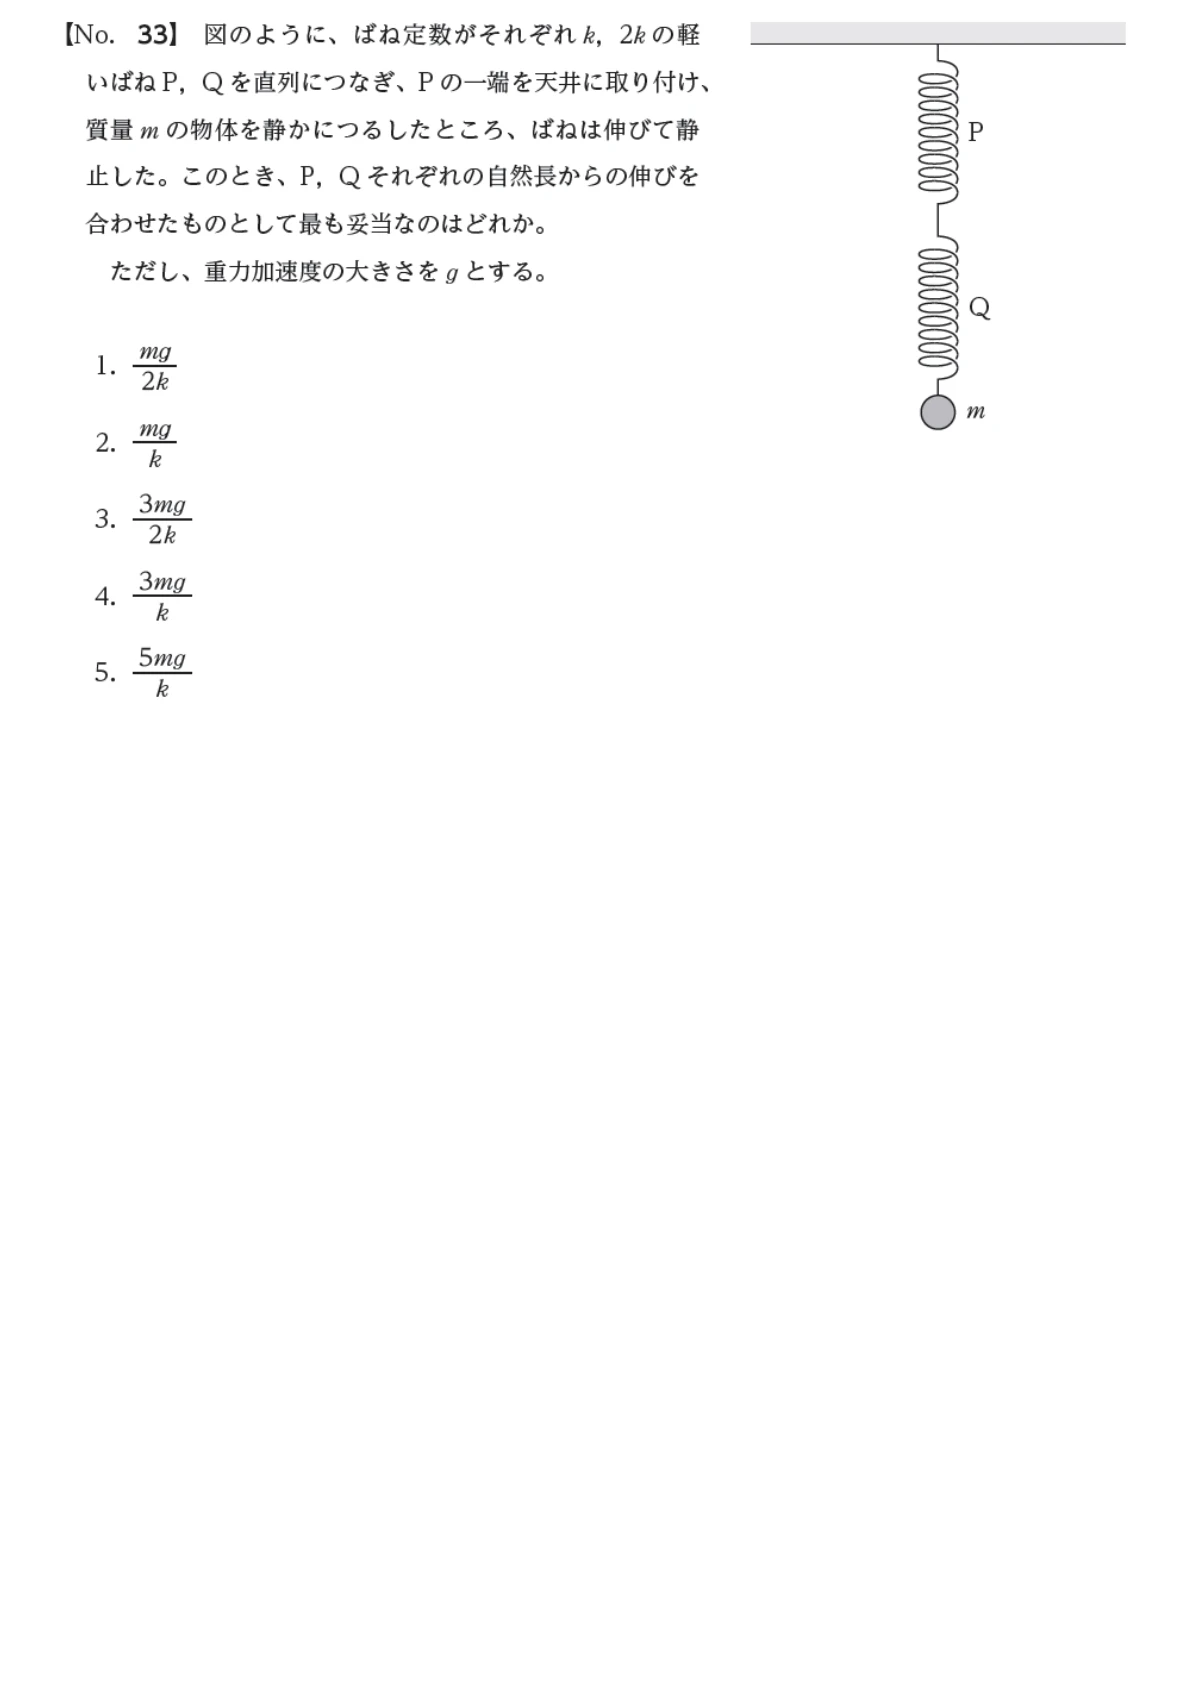 【No. 33】 図のように、ばね定数がそれぞれ k, 2k の軽
いばね P, Q を直列につなぎ、P の一端を天井に取り付け、
質量 m の物体を静かにつるしたところ、ばねは伸びて静
止した。このとき、P, Q それぞれの自然長からの伸びを
合わせたものとして最も妥当なのはどれか。
ただし、重力加速度の大きさを g とする。
1. mg/2k
2. mg/k
3. 3mg/2k
4. 3mg/k
5. 5mg/k
P
Q
m